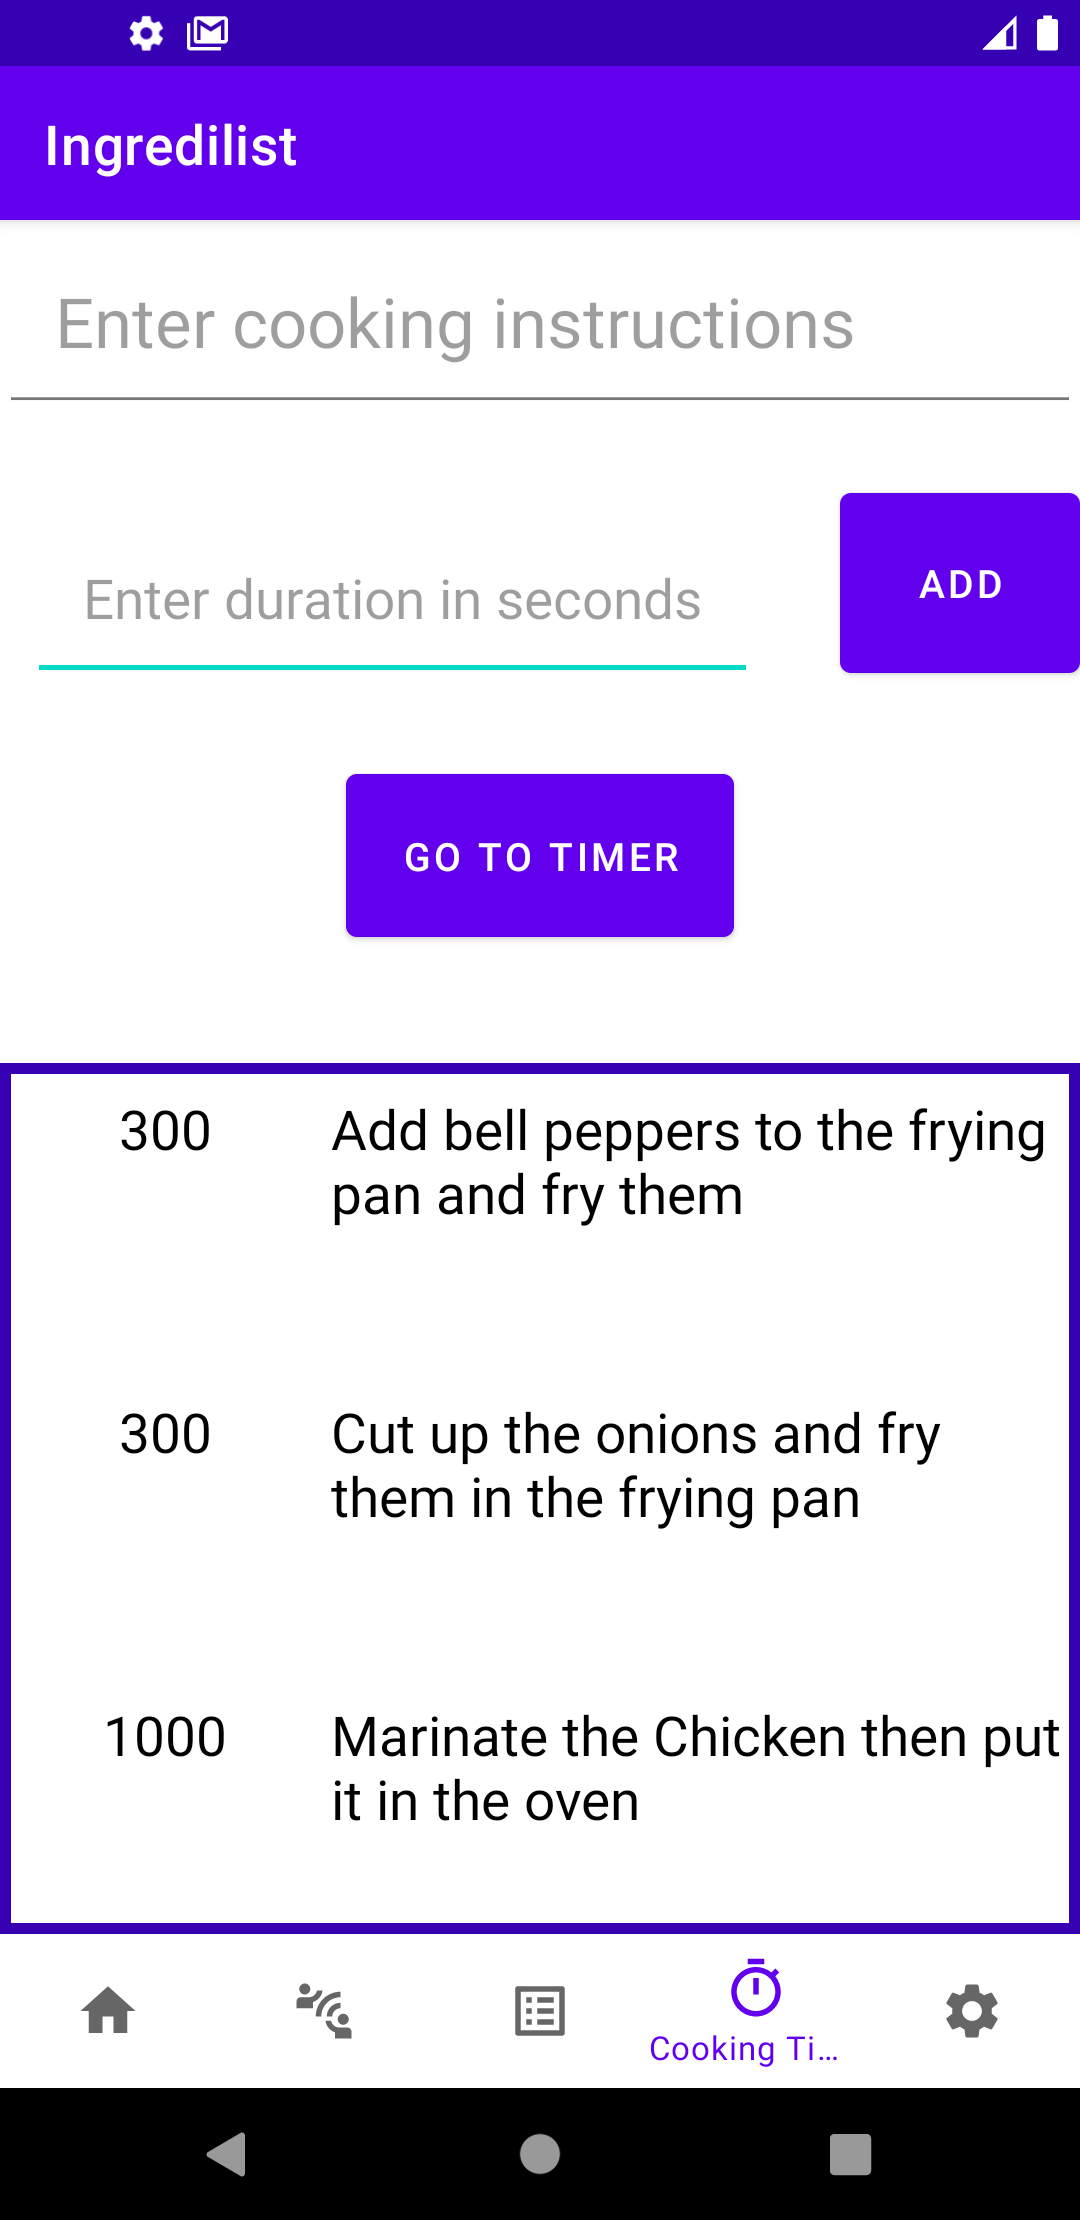 Ingredilist
Enter cooking instructions
Enter duration in seconds
ADD
GO TO TIMER
300
Add bell peppers to the frying
pan and fry them
300
Cut up the onions and fry
them in the frying pan
1000
Marinate the Chicken then put
it in the oven
Cooking Ti...